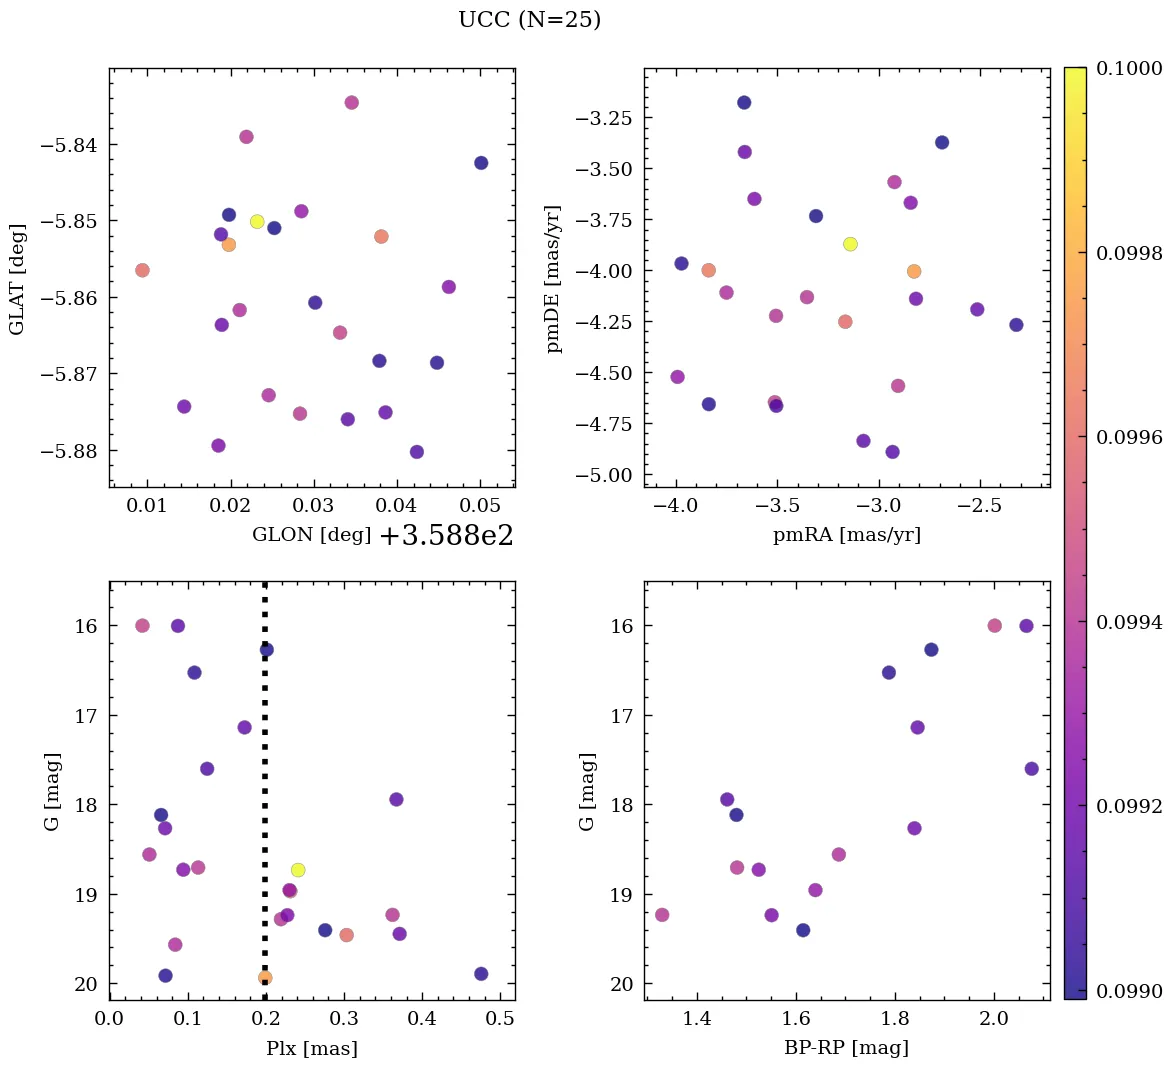 UCC (N=25)
−5.84
−5.85
−5.86
−5.87
−5.88
GLAT [deg]
0.01 0.02 0.03 0.04 0.05
GLON [deg] +3.588e2
−3.25
−3.50
−3.75
−4.00
−4.25
−4.50
−4.75
−5.00
pmDE [mas/yr]
−4.0 −3.5 −3.0 −2.5
pmRA [mas/yr]
0.1000
0.0998
0.0996
0.0994
0.0992
0.0990
16
17
18
19
20
G [mag]
0.0 0.1 0.2 0.3 0.4 0.5
Plx [mas]
16
17
18
19
20
G [mag]
1.4 1.6 1.8 2.0
BP-RP [mag]